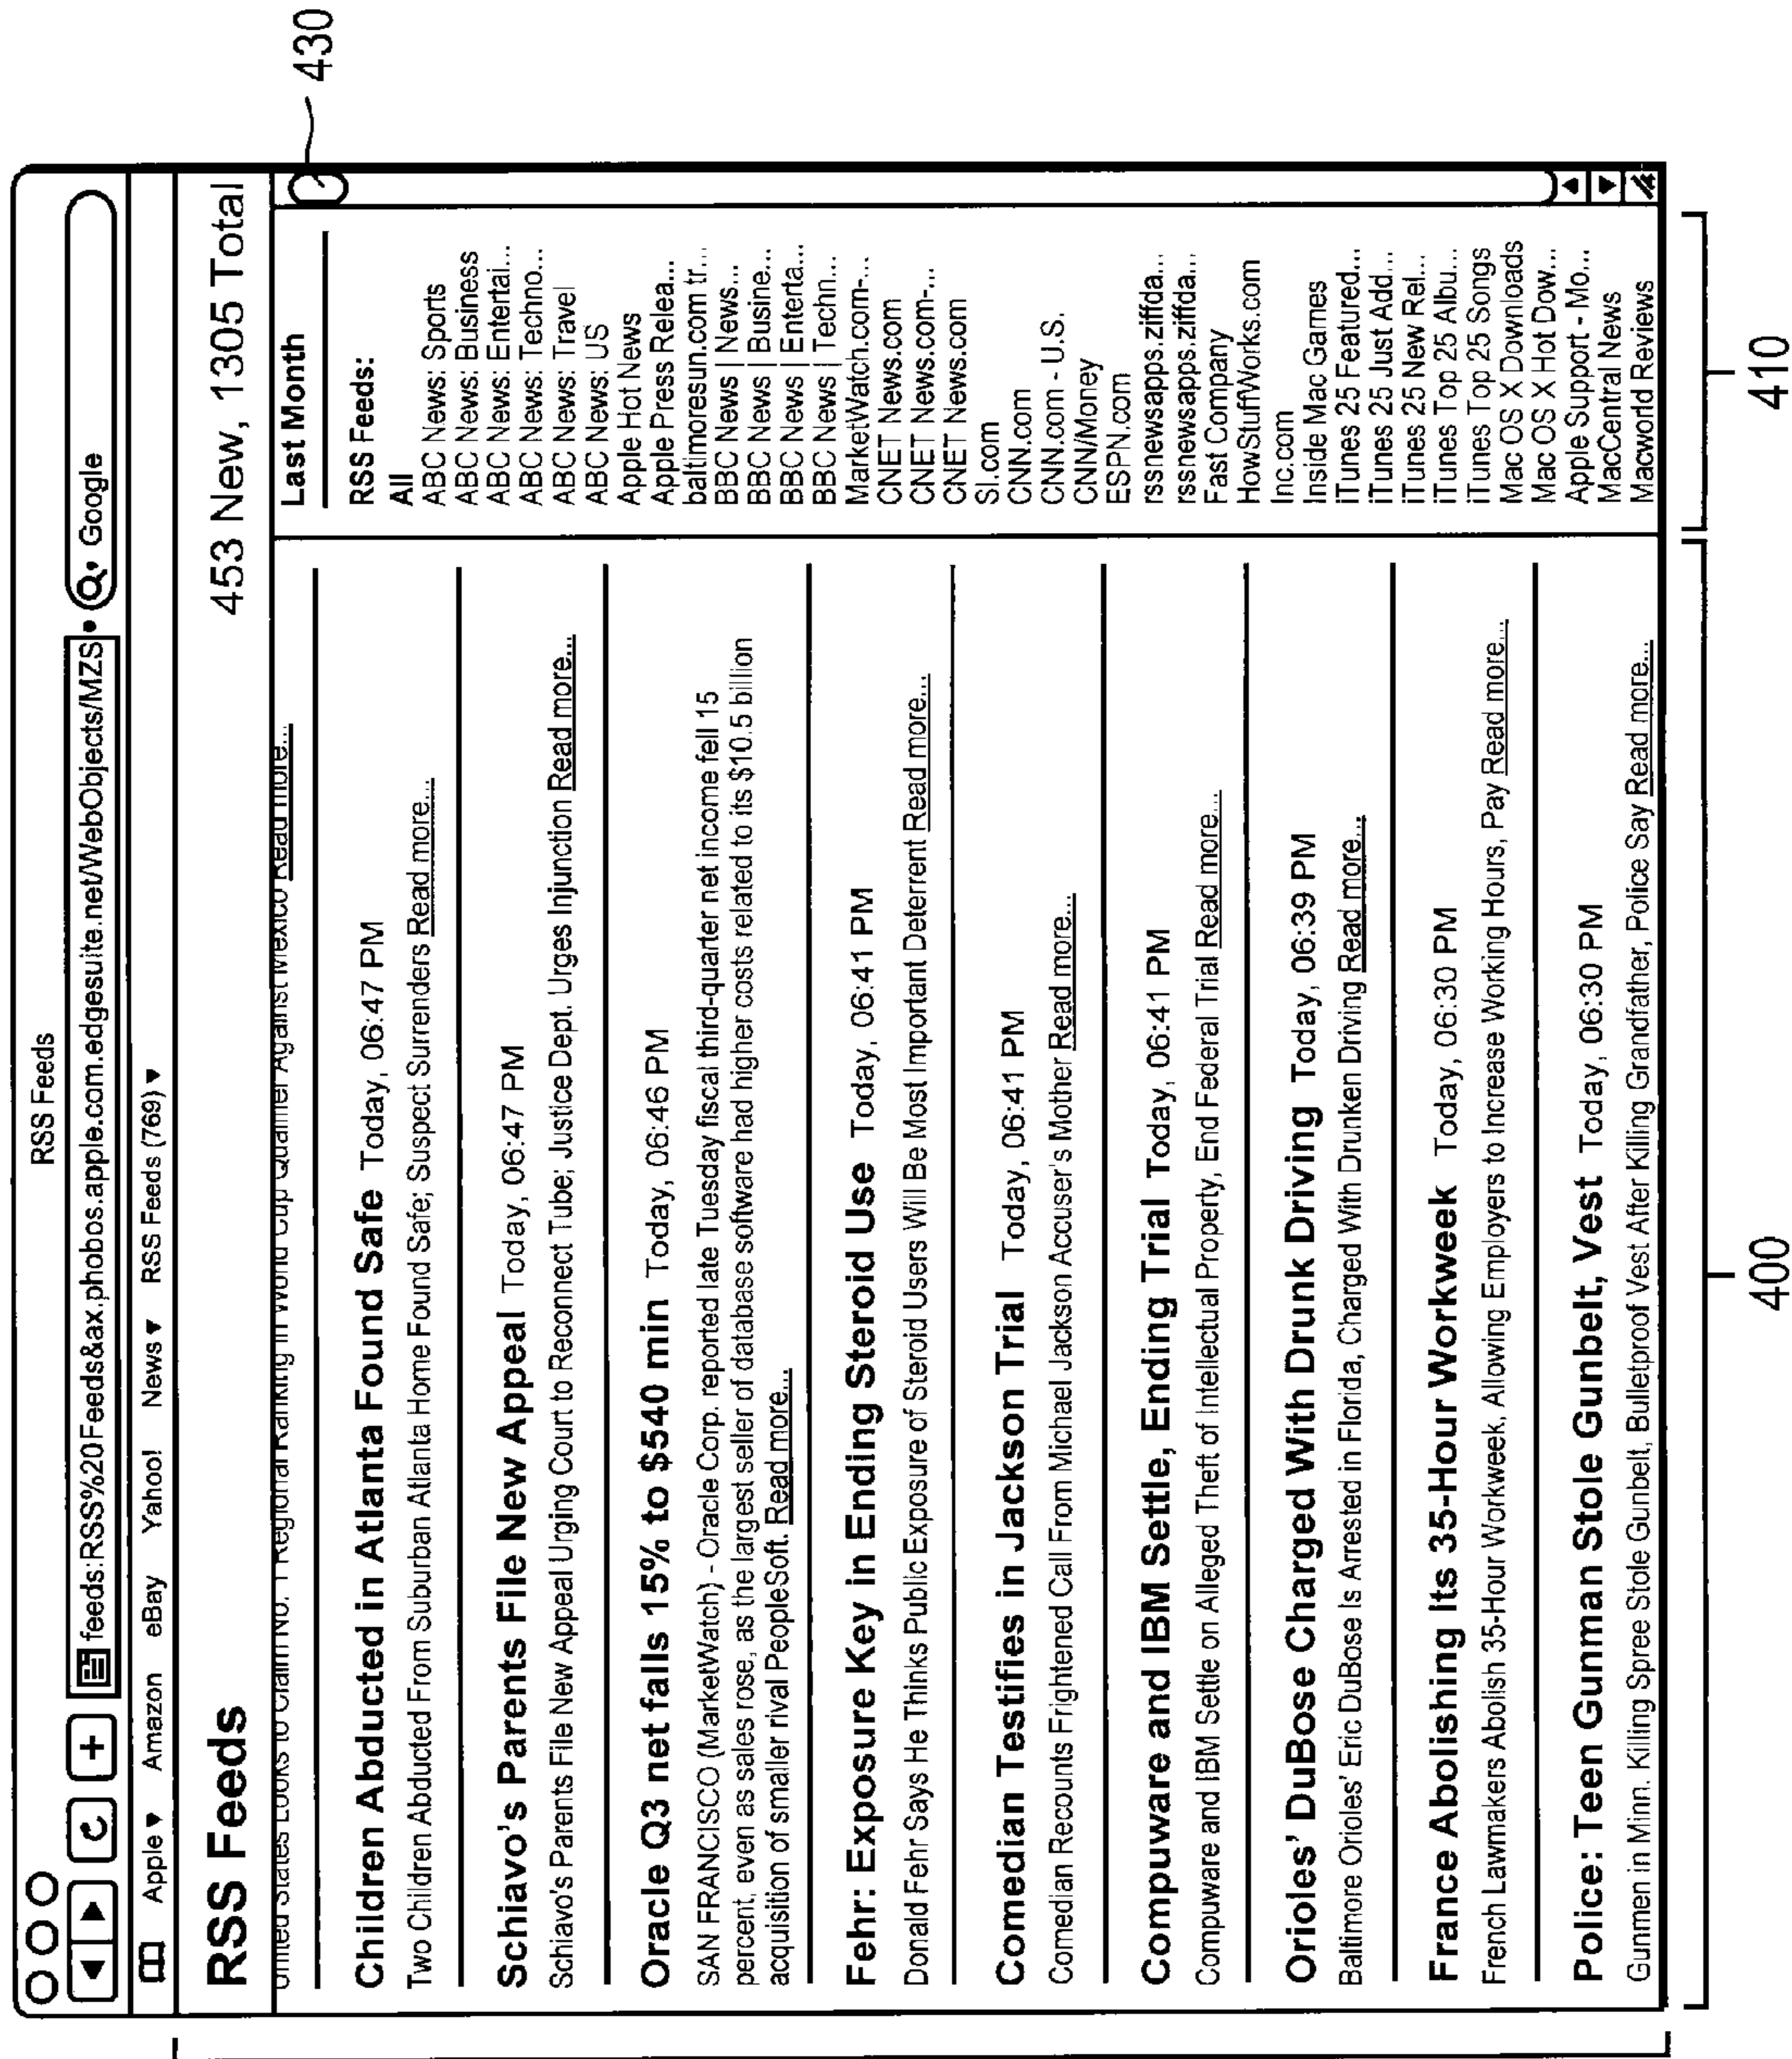 RSS Feeds
feeds:RSS%20Feeds&ax.phobos.apple.com.edgesuite.net/WebObjects/MZS
Google
Apple ▼ Amazon eBay Yahoo! News ▼ RSS Feeds (769) ▼
RSS Feeds
453 New, 1305 Total
United States Looks to Claim No. 1 Regional Ranking in World Cup Qualifier Against Mexico Read more...
Children Abducted in Atlanta Found Safe Today, 06:47 PM
Two Children Abducted From Suburban Atlanta Home Found Safe; Suspect Surrenders Read more...
Schiavo's Parents File New Appeal Today, 06:47 PM
Schiavo's Parents File New Appeal Urging Court to Reconnect Tube; Justice Dept. Urges Injunction Read more...
Oracle Q3 net falls 15% to $540 min Today, 06:46 PM
SAN FRANCISCO (MarketWatch) - Oracle Corp. reported late Tuesday fiscal third-quarter net income fell 15
percent, even as sales rose, as the largest seller of database software had higher costs related to its $10.5 billion
acquisition of smaller rival PeopleSoft. Read more...
Fehr: Exposure Key in Ending Steroid Use Today, 06:41 PM
Donald Fehr Says He Thinks Public Exposure of Steroid Users Will Be Most Important Deterrent Read more...
Comedian Testifies in Jackson Trial Today, 06:41 PM
Comedian Recounts Frightened Call From Michael Jackson Accuser's Mother Read more...
Compuware and IBM Settle, Ending Trial Today, 06:41 PM
Compuware and IBM Settle on Alleged Theft of Intellectual Property, End Federal Trial Read more...
Orioles' DuBose Charged With Drunk Driving Today, 06:39 PM
Baltimore Orioles' Eric DuBose Is Arrested in Florida, Charged With Drunken Driving Read more...
France Abolishing Its 35-Hour Workweek Today, 06:30 PM
French Lawmakers Abolish 35-Hour Workweek, Allowing Employers to Increase Working Hours, Pay Read more...
Police: Teen Gunman Stole Gunbelt, Vest Today, 06:30 PM
Gunmen in Minn. Killing Spree Stole Gunbelt, Bulletproof Vest After Killing Grandfather, Police Say Read more...
Last Month
RSS Feeds:
All
ABC News: Sports
ABC News: Business
ABC News: Entertai...
ABC News: Techno...
ABC News: Travel
ABC News: US
Apple Hot News
Apple Press Relea...
baltimoresun.com tr...
BBC News | News...
BBC News | Busine...
BBC News | Enterta...
BBC News | Techn...
MarketWatch.com-...
CNET News.com
CNET News.com-...
CNET News.com
SI.com
CNN.com
CNN.com - U.S.
CNN/Money
ESPN.com
rssnewsapps.ziffda...
rssnewsapps.ziffda...
Fast Company
HowStuffWorks.com
Inc.com
Inside Mac Games
iTunes 25 Featured...
iTunes 25 Just Add...
iTunes 25 New Rel...
iTunes Top 25 Albu...
iTunes Top 25 Songs
Mac OS X Downloads
Mac OS X Hot Dow...
Apple Support - Mo...
MacCentral News
Macworld Reviews
430
400
410